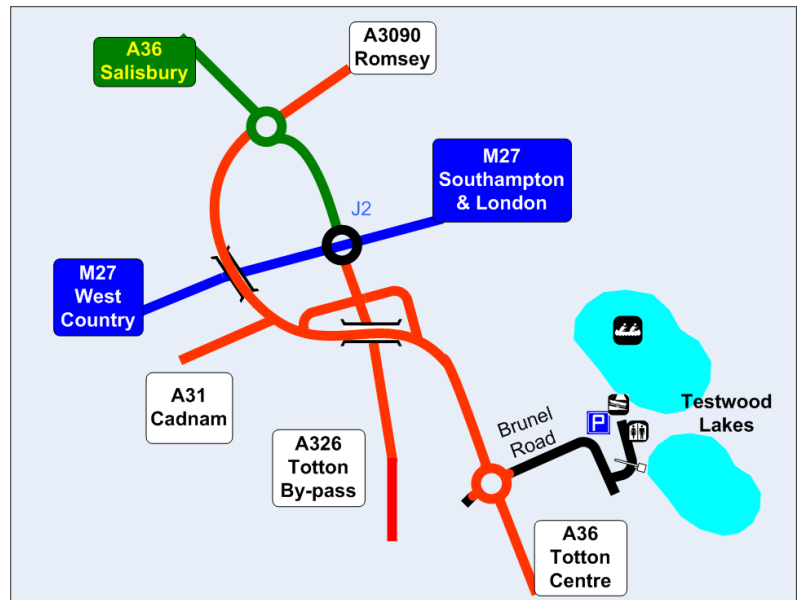 A36
Salisbury
A3090
Romsey
M27
Southampton
& London
J2
M27
West
Country
A31
Cadnam
A326
Totton
By-pass
Brunel
Road
P
Testwood
Lakes
A36
Totton
Centre